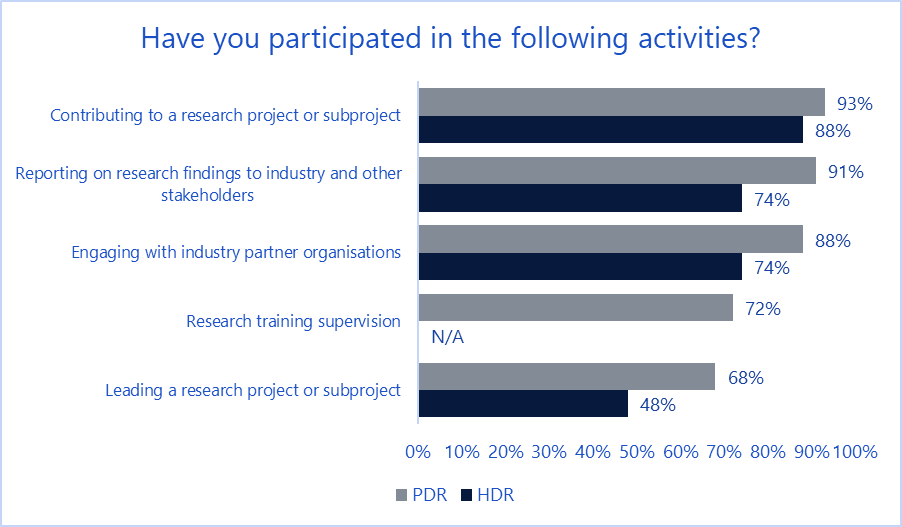 Have you participated in the following activities?
Contributing to a research project or subproject
93%
88%
Reporting on research findings to industry and other
stakeholders
91%
74%
Engaging with industry partner organisations
88%
74%
Research training supervision
72%
N/A
Leading a research project or subproject
68%
48%
0% 10% 20% 30% 40% 50% 60% 70% 80% 90% 100%
PDR HDR